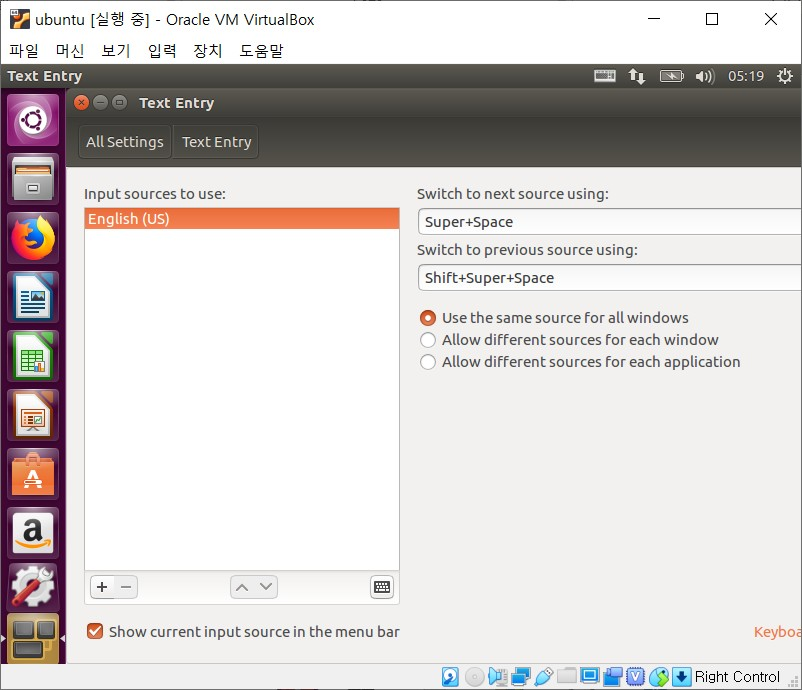 ubuntu [실행 중] - Oracle VM VirtualBox
파일 머신 보기 입력 장치 도움말
Text Entry 05:19
Text Entry
All Settings Text Entry
Input sources to use:
English (US)
Switch to next source using:
Super+Space
Switch to previous source using:
Shift+Super+Space
Use the same source for all windows
Allow different sources for each window
Allow different sources for each application
Show current input source in the menu bar
Keyboa
Right Control